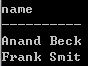 name
----------
Anand Beck
Frank Smit